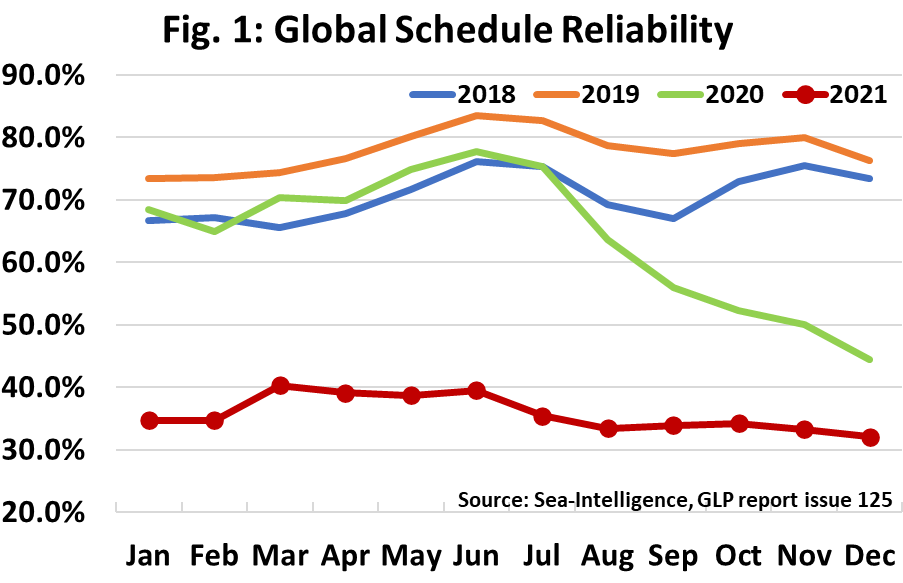 Fig. 1: Global Schedule Reliability
90.0%
2018 2019 2020 2021
80.0%
70.0%
60.0%
50.0%
40.0%
30.0%
Source: Sea-Intelligence, GLP report issue 125
20.0%
Jan Feb Mar Apr May Jun Jul Aug Sep Oct Nov Dec